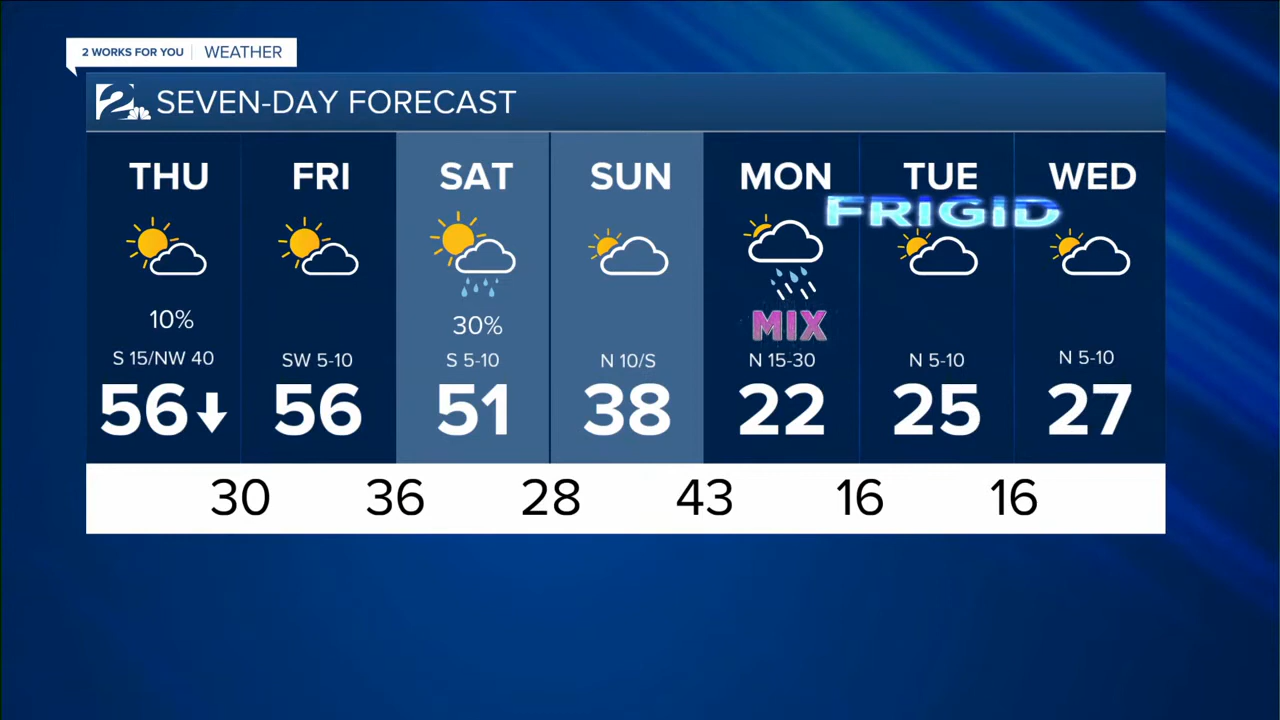 2 WORKS FOR YOU | WEATHER
2 SEVEN-DAY FORECAST
THU FRI SAT SUN MON TUE WED
FRIGID
10% 30% MIX
S 15/NW 40 SW 5-10 S 5-10 N 10/S N 15-30 N 5-10 N 5-10
56 56 51 38 22 25 27
30 36 28 43 16 16